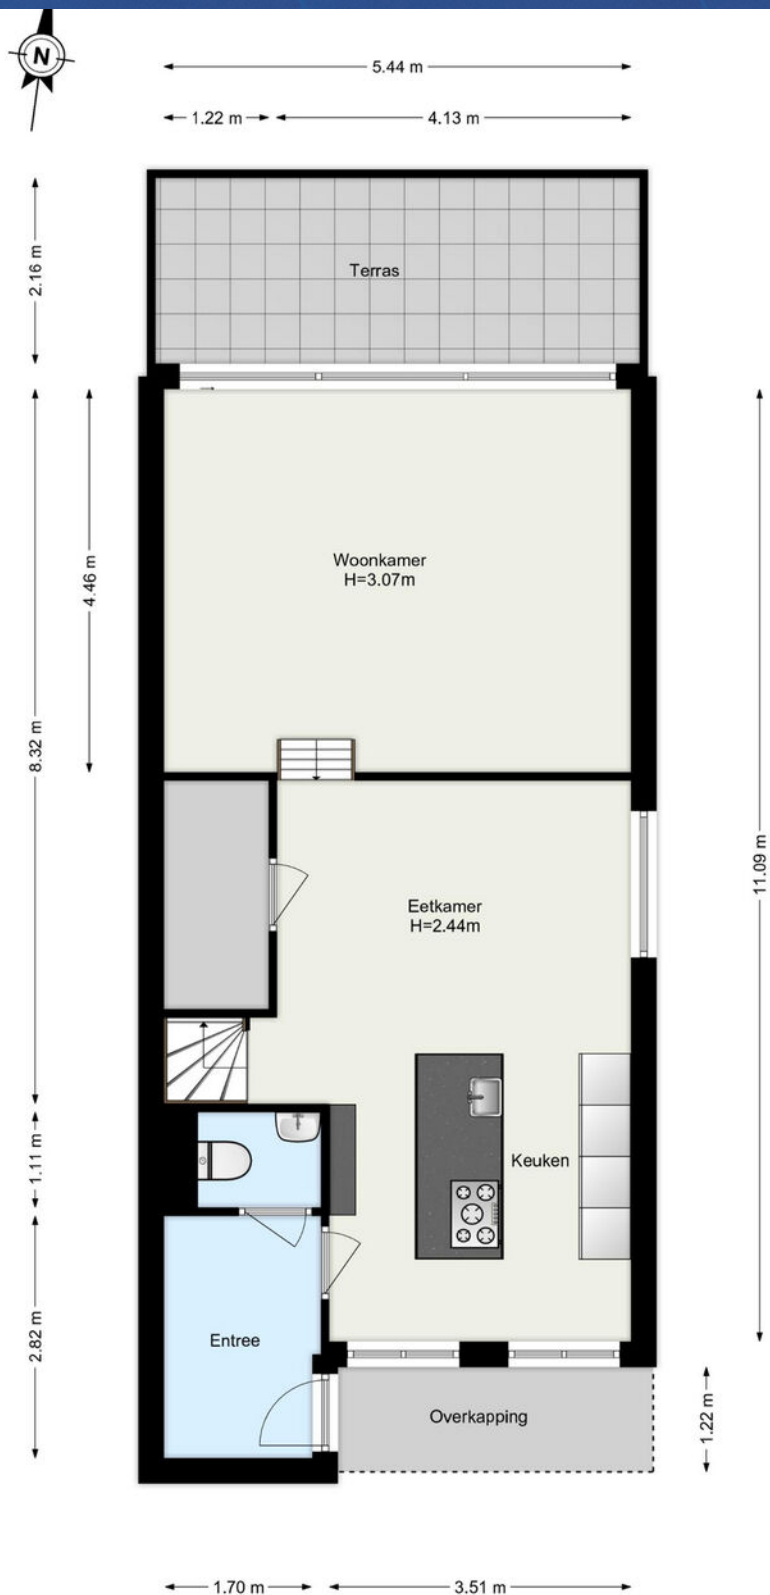 N
5.44 m
1.22 m
4.13 m
2.16 m
Terras
8.32 m
4.46 m
11.09 m
Woonkamer
H=3.07m
Eetkamer
H=2.44m
1.11 m
Keuken
2.82 m
Entree
Overkapping
1.22 m
1.70 m
3.51 m